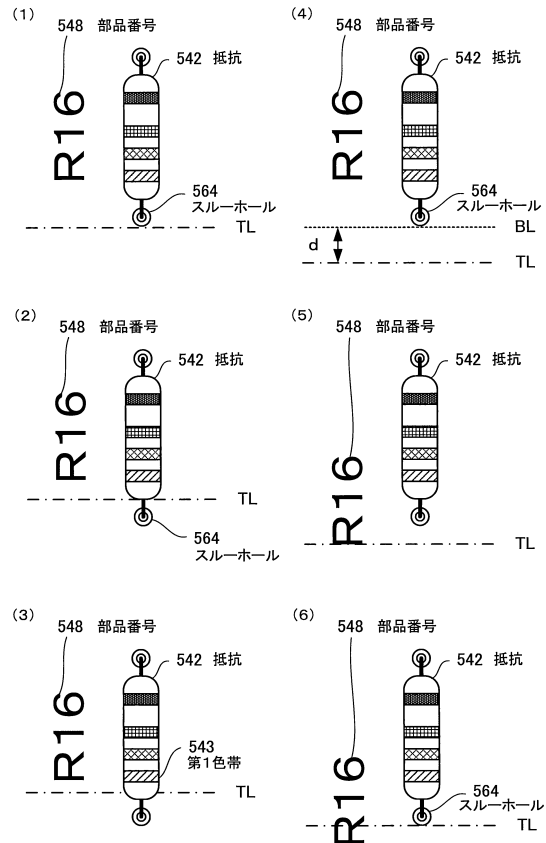 (1)
548 部品番号
542 抵抗
R16
564
スルーホール
TL
(2)
548 部品番号
542 抵抗
R16
TL
564
スルーホール
(3)
548 部品番号
542 抵抗
R16
543
第1色帯
TL
(4)
548 部品番号
542 抵抗
R16
564
スルーホール
BL
d
TL
(5)
548 部品番号
542 抵抗
R16
TL
(6)
548 部品番号
542 抵抗
R16
564
スルーホール
TL